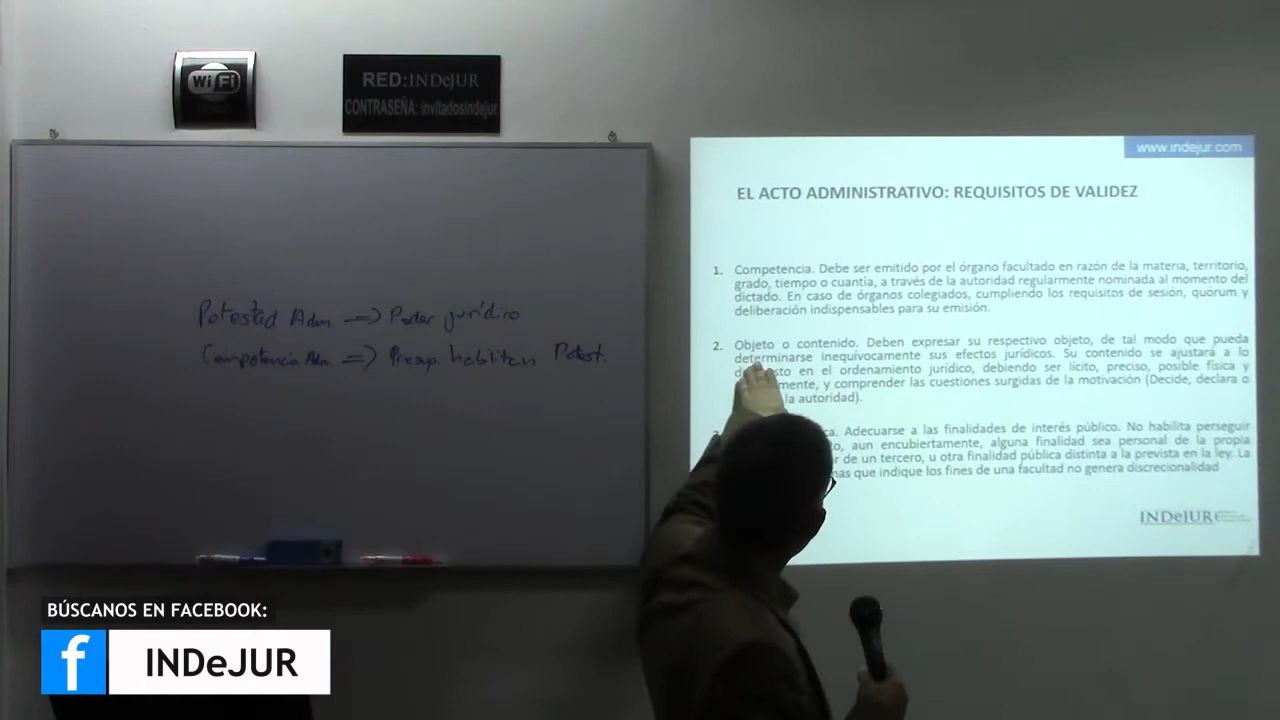 WiFi
RED:INDeJUR
CONTRASEÑA: invitadosindejur
www.indejur.com
EL ACTO ADMINISTRATIVO: REQUISITOS DE VALIDEZ
1. Competencia. Debe ser emitido por el órgano facultado en razón de la materia, territorio,
grado, tiempo o cuantía, a través de la autoridad regularmente nominada al momento del
dictado. En caso de órganos colegiados, cumpliendo los requisitos de sesión, quórum y
deliberación indispensables para su emisión.
2. Objeto o contenido. Deben expresar su respectivo objeto, de tal modo que pueda
determinarse inequívocamente sus efectos jurídicos. Su contenido se ajustará a lo
en el ordenamiento jurídico, debiendo ser lícito, preciso, posible física y
mente, y comprender las cuestiones surgidas de la motivación (Decide, declara o
la autoridad).
Adecuarse a las finalidades de interés público. No habilita perseguir
aun encubiertamente, alguna finalidad sea personal de la propia
de un tercero, u otra finalidad pública distinta a la prevista en la ley. La
que indique los fines de una facultad no genera discrecionalidad
INDeJUR
Potestad Adm. => Poder jurídico
Competencia Adm. => Presup. habilitan Potest.
BÚSCANOS EN FACEBOOK:
f INDeJUR